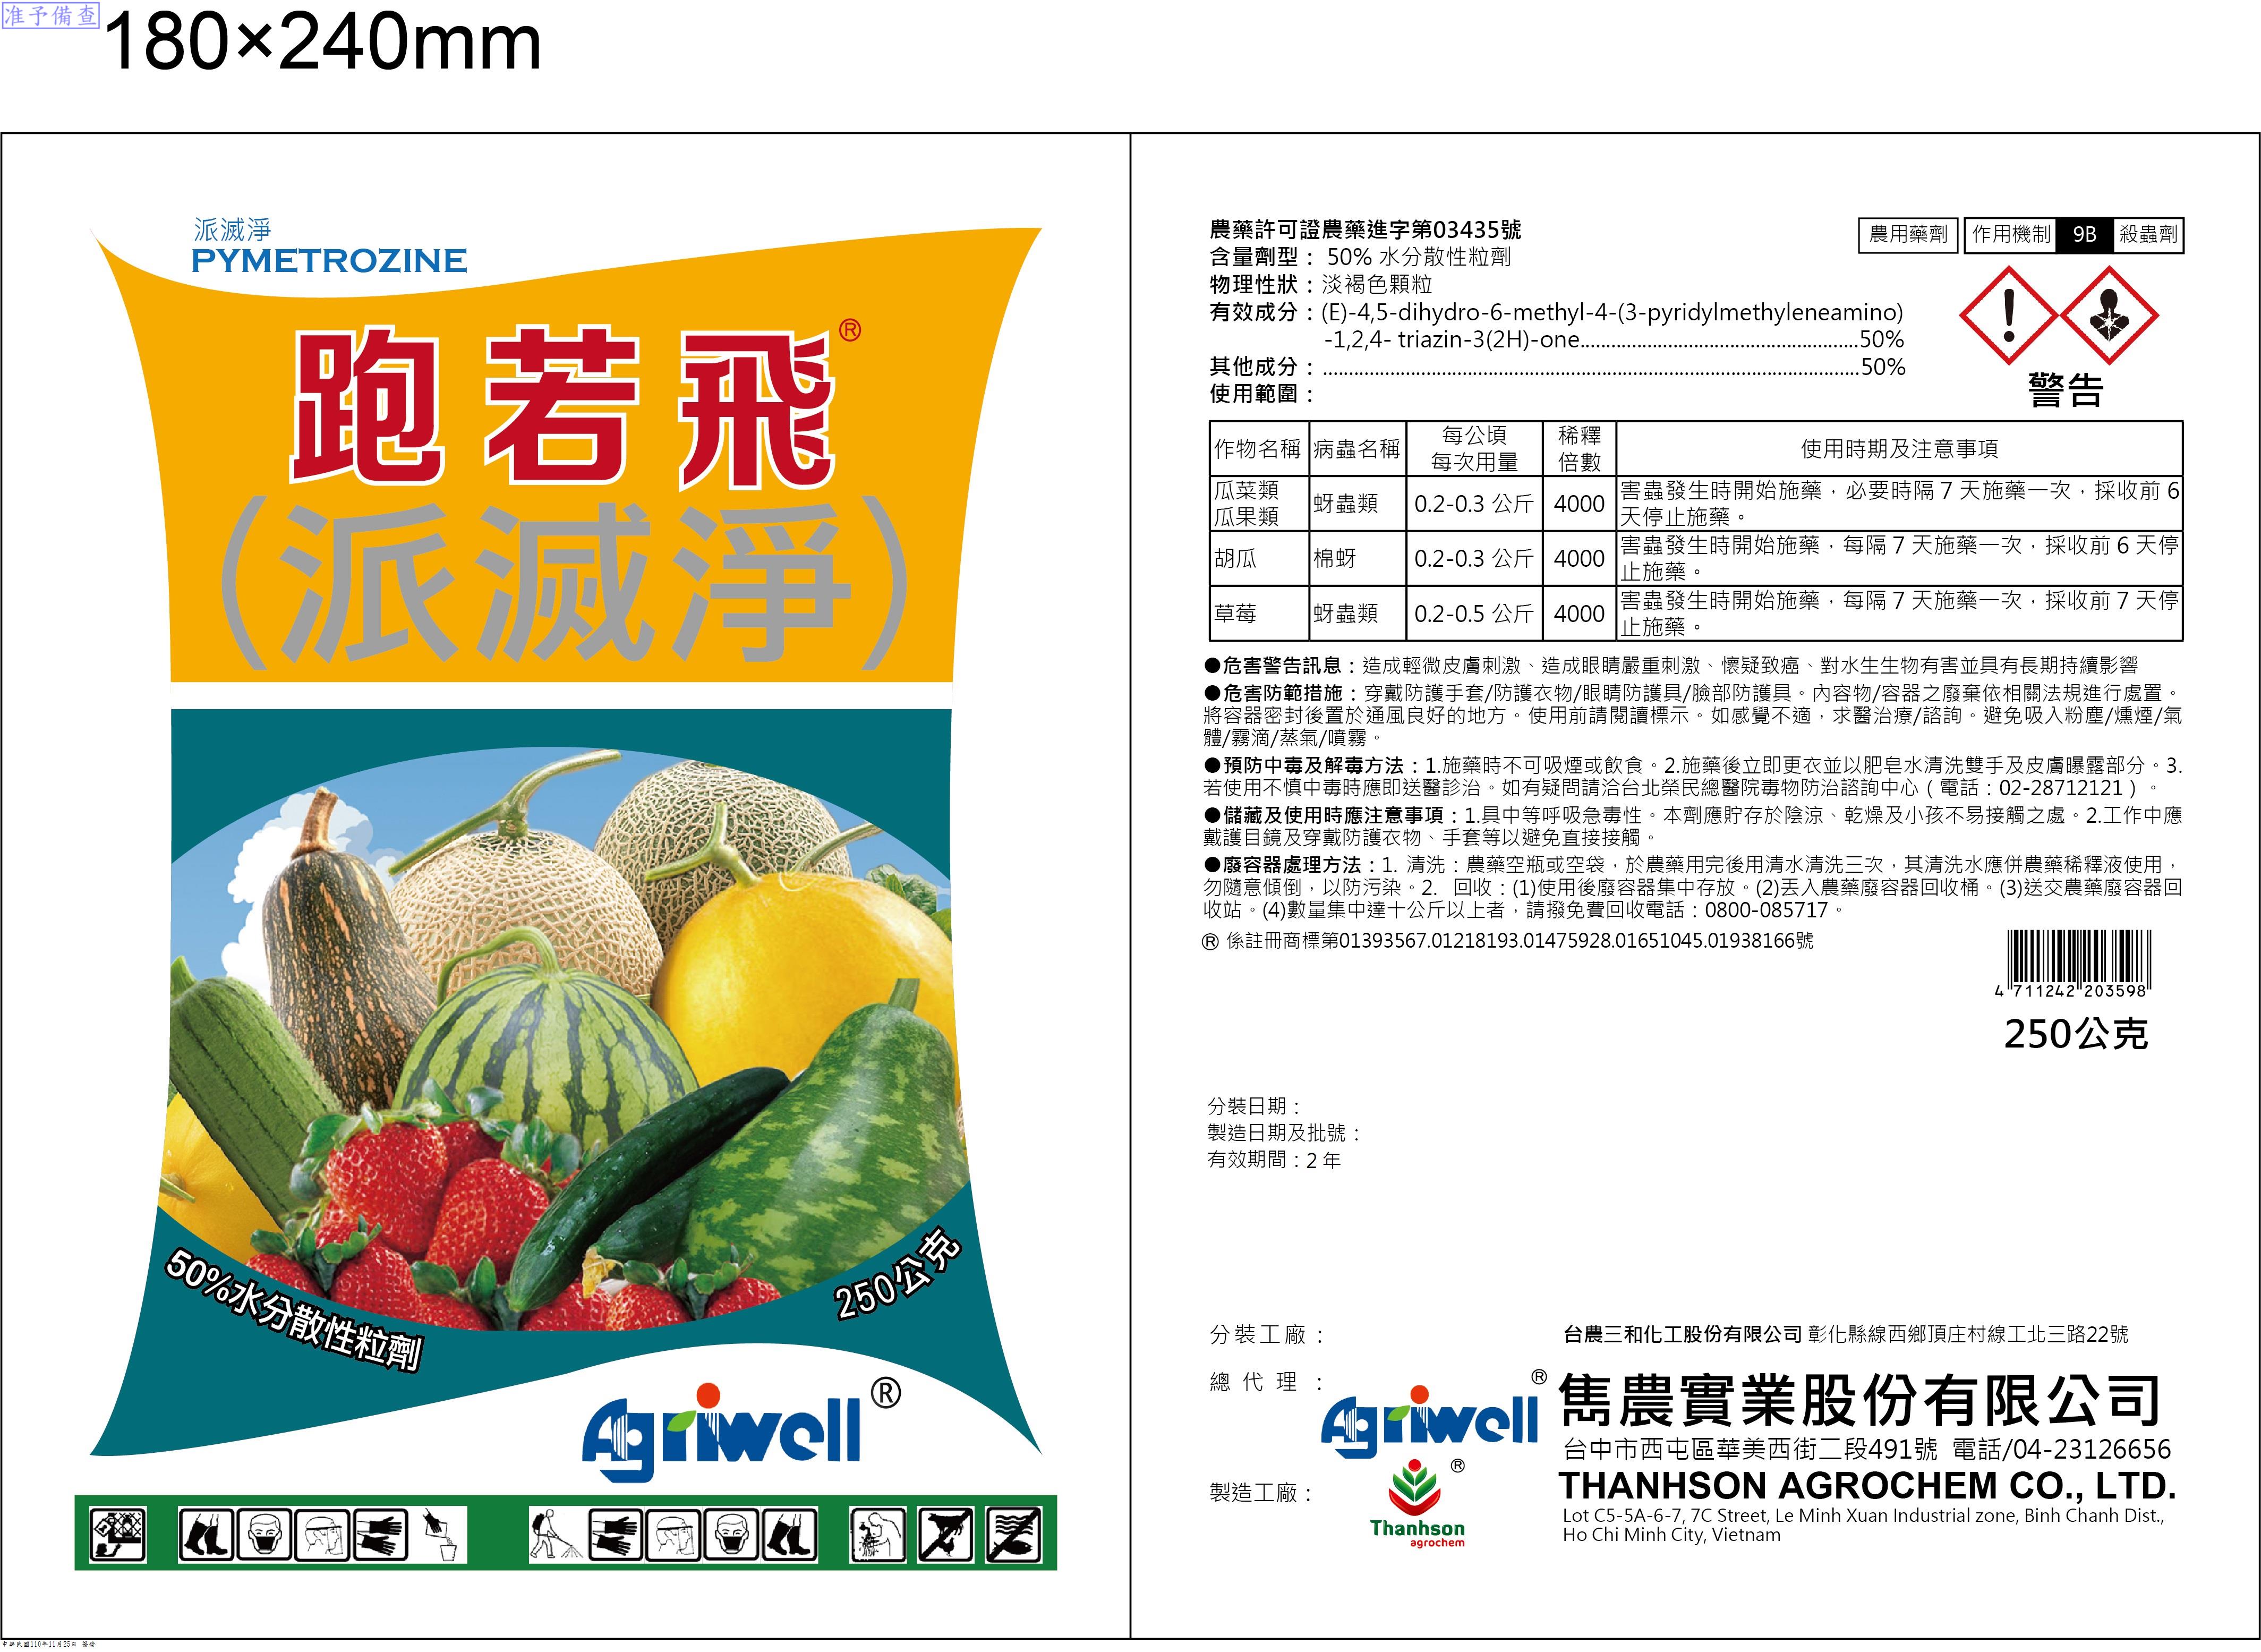 准予備查
180×240mm
派滅淨
PYMETROZINE
跑若飛®
(派滅淨)
50%水分散性粒劑
250公克
Agriwell®
農藥許可證農藥進字第03435號
含量劑型： 50% 水分散性粒劑
物理性狀：淡褐色顆粒
有效成分：(E)-4,5-dihydro-6-methyl-4-(3-pyridylmethyleneamino)
-1,2,4- triazin-3(2H)-one.....................................................50%
其他成分：.......................................................................................................50%
使用範圍：
農用藥劑 作用機制 9B 殺蟲劑
警告
作物名稱 病蟲名稱 每公頃每次用量 稀釋倍數 使用時期及注意事項
瓜菜類 瓜果類 蚜蟲類 0.2-0.3 公斤 4000 害蟲發生時開始施藥，必要時隔 7 天施藥一次，採收前 6
天停止施藥。
胡瓜 棉蚜 0.2-0.3 公斤 4000 害蟲發生時開始施藥，每隔 7 天施藥一次，採收前 6 天停
止施藥。
草莓 蚜蟲類 0.2-0.5 公斤 4000 害蟲發生時開始施藥，每隔 7 天施藥一次，採收前 7 天停
止施藥。
●危害警告訊息：造成輕微皮膚刺激、造成眼睛嚴重刺激、懷疑致癌、對水生生物有害並具有長期持續影響
●危害防範措施：穿戴防護手套/防護衣物/眼睛防護具/臉部防護具。內容物/容器之廢棄依相關法規進行處置。
將容器密封後置於通風良好的地方。使用前請閱讀標示。如感覺不適，求醫治療/諮詢。避免吸入粉塵/燻煙/氣
體/霧滴/蒸氣/噴霧。
●預防中毒及解毒方法：1.施藥時不可吸煙或飲食。2.施藥後立即更衣並以肥皂水清洗雙手及皮膚曝露部分。3.
若使用不慎中毒時應即送醫診治。如有疑問請洽台北榮民總醫院毒物防治諮詢中心（電話：02-28712121）。
●儲藏及使用時應注意事項：1.具中等呼吸急毒性。本劑應貯存於陰涼、乾燥及小孩不易接觸之處。2.工作中應
戴護目鏡及穿戴防護衣物、手套等以避免直接接觸。
●廢容器處理方法：1. 清洗：農藥空瓶或空袋，於農藥用完後用清水清洗三次，其清洗水應併農藥稀釋液使用，
勿隨意傾倒，以防污染。2. 回收：(1)使用後廢容器集中存放。(2)丟入農藥廢容器回收桶。(3)送交農藥廢容器回
收站。(4)數量集中達十公斤以上者，請撥免費回收電話：0800-085717。
® 係註冊商標第01393567.01218193.01475928.01651045.01938166號
4 711242 203598
250公克
分裝日期：
製造日期及批號：
有效期間：2 年
分裝工廠： 台農三和化工股份有限公司 彰化縣線西鄉頂庄村線工北三路22號
總代理： Agriwell® 雋農實業股份有限公司
台中市西屯區華美西街二段491號 電話/04-23126656
製造工廠： Thanhson agrochem ® THANHSON AGROCHEM CO., LTD.
Lot C5-5A-6-7, 7C Street, Le Minh Xuan Industrial zone, Binh Chanh Dist.,
Ho Chi Minh City, Vietnam
中華民國110年11月25日